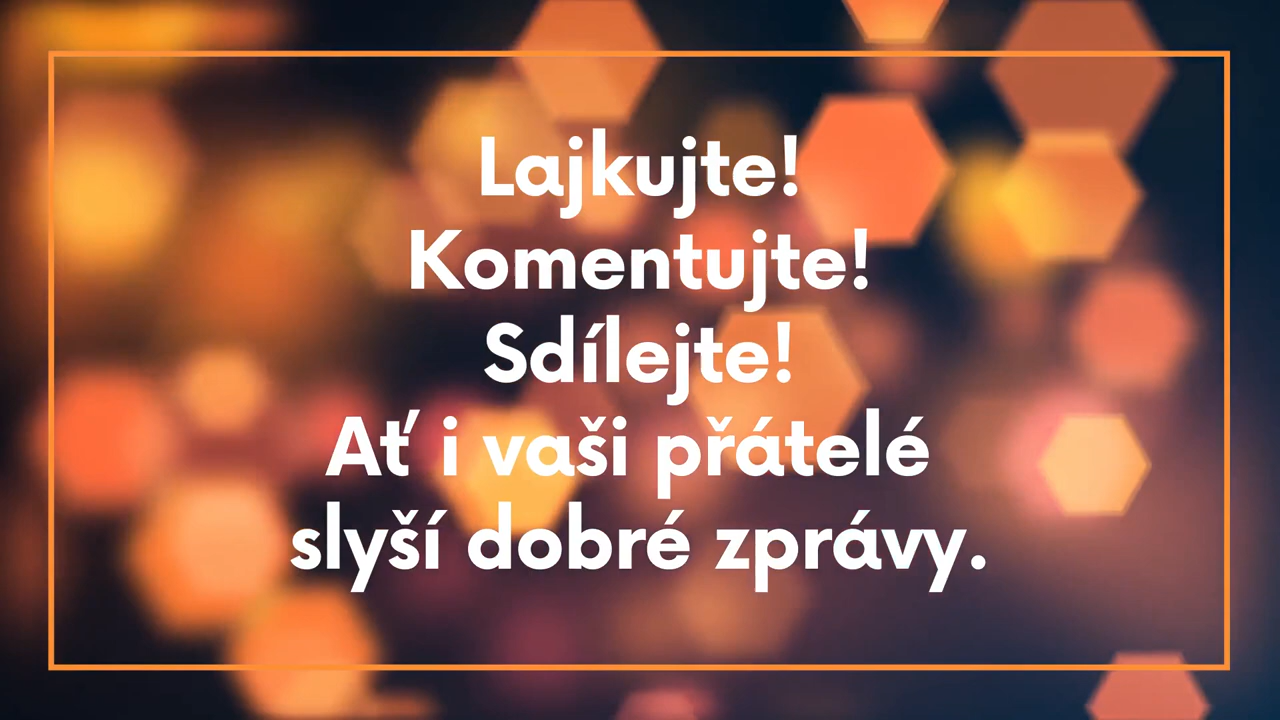 Lajkujte!
Komentujte!
Sdílejte!
Ať i vaši přátelé
slyší dobré zprávy.